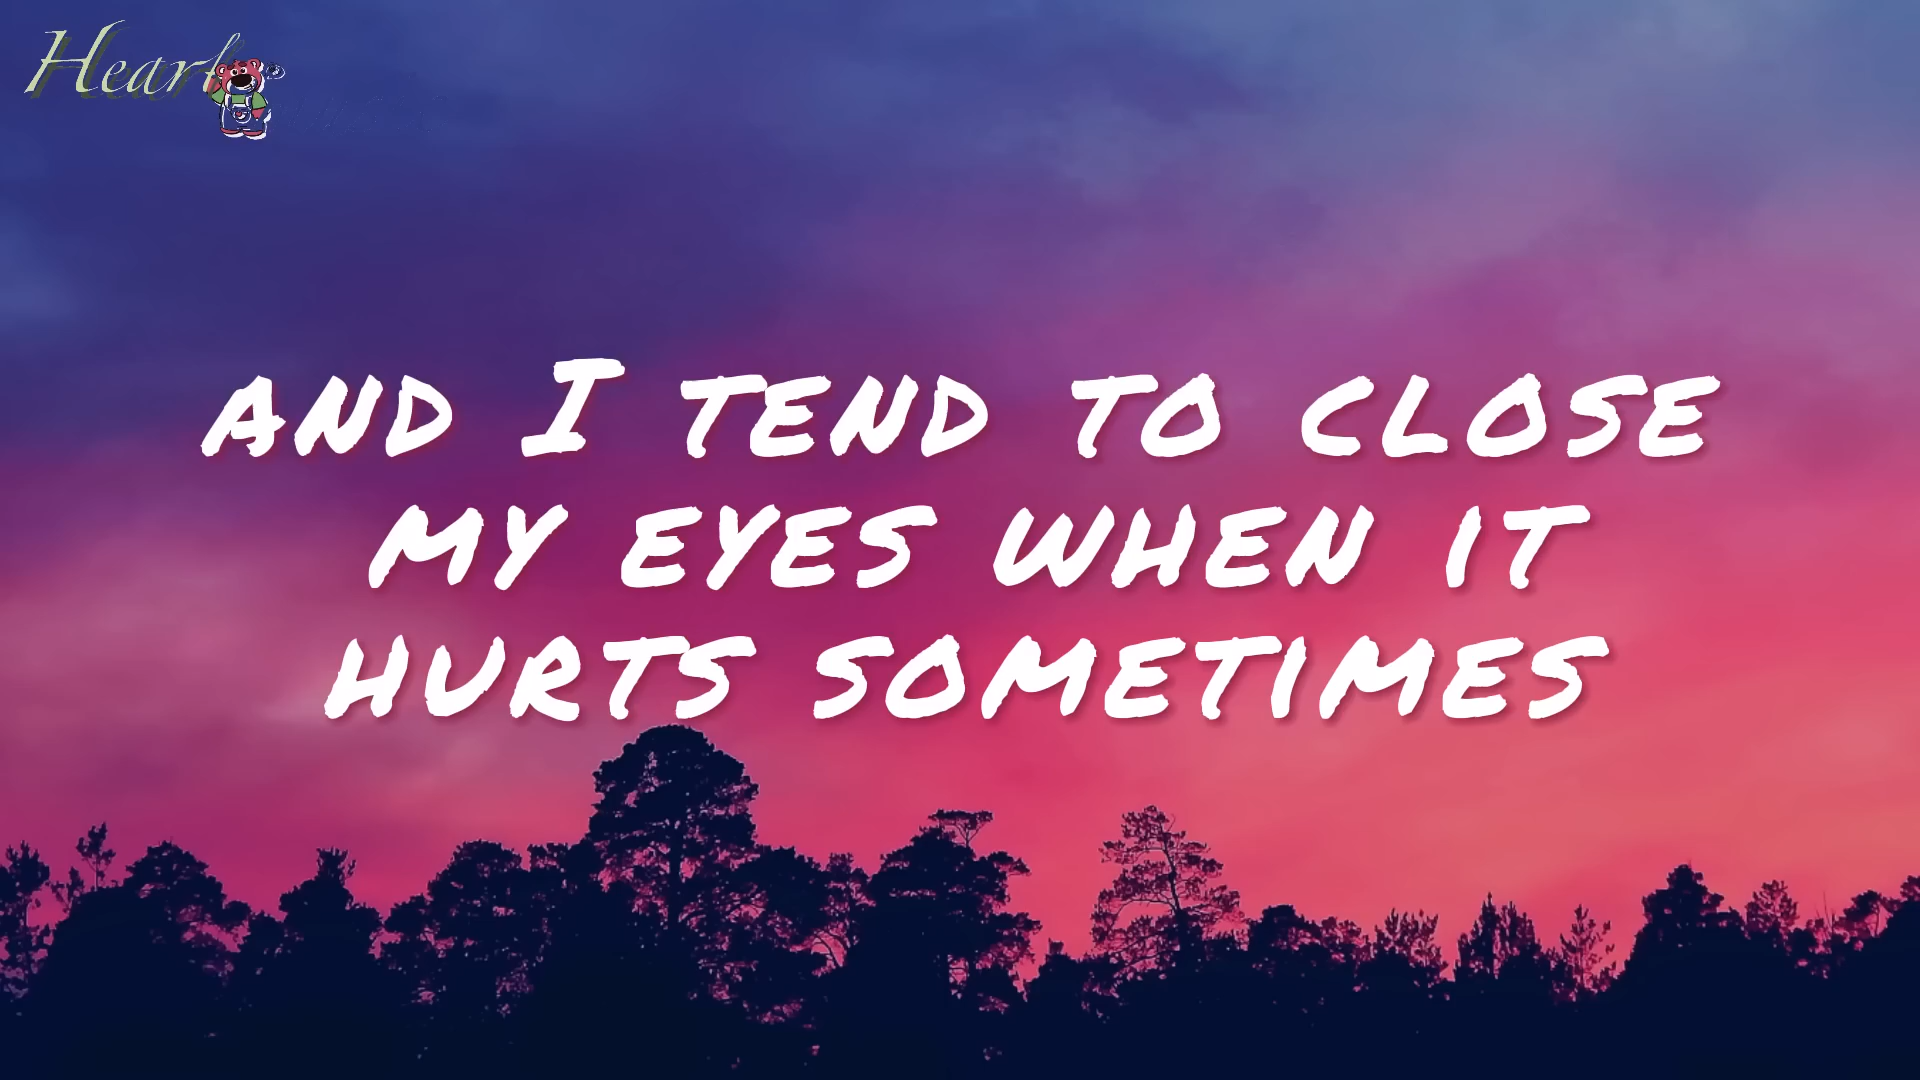 Heart
AND I TEND TO CLOSE
MY EYES WHEN IT
HURTS SOMETIMES